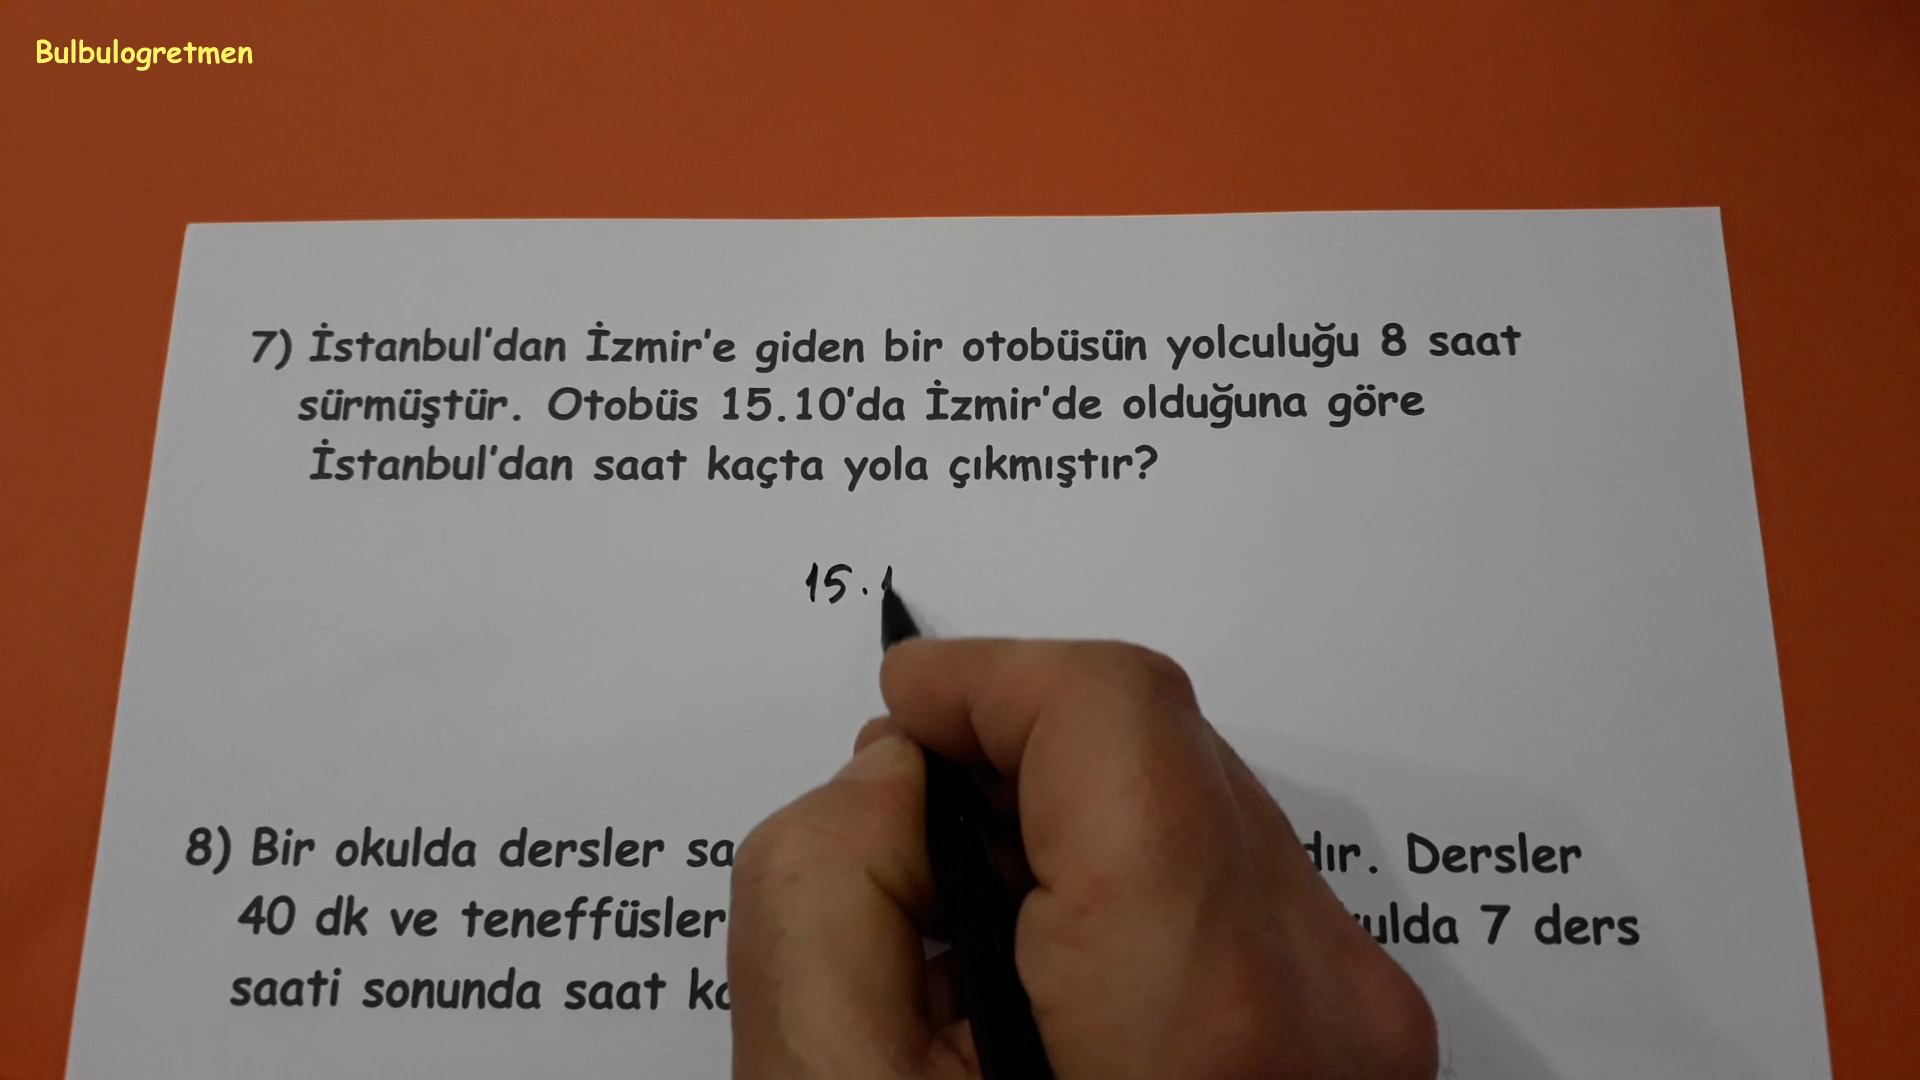 Bulbulogretmen
7) İstanbul'dan İzmir'e giden bir otobüsün yolculuğu 8 saat
sürmüştür. Otobüs 15.10'da İzmir'de olduğuna göre
İstanbul'dan saat kaçta yola çıkmıştır?
15.1
8) Bir okulda dersler Dersler
40 dk ve teneffüsler 7 ders
saati sonunda saat